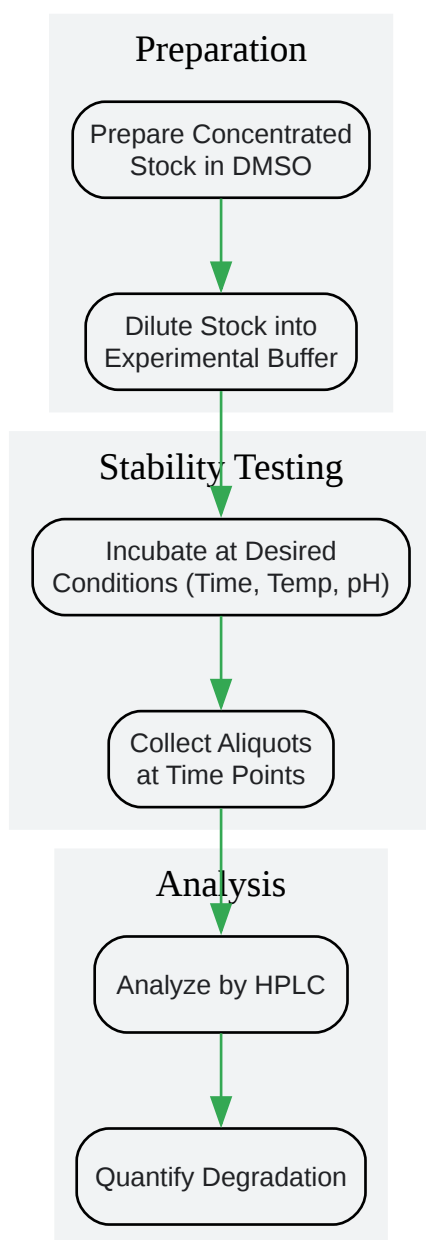 Preparation
Prepare Concentrated
Stock in DMSO
Dilute Stock into
Experimental Buffer
Stability Testing
Incubate at Desired
Conditions (Time, Temp, pH)
Collect Aliquots
at Time Points
Analysis
Analyze by HPLC
Quantify Degradation